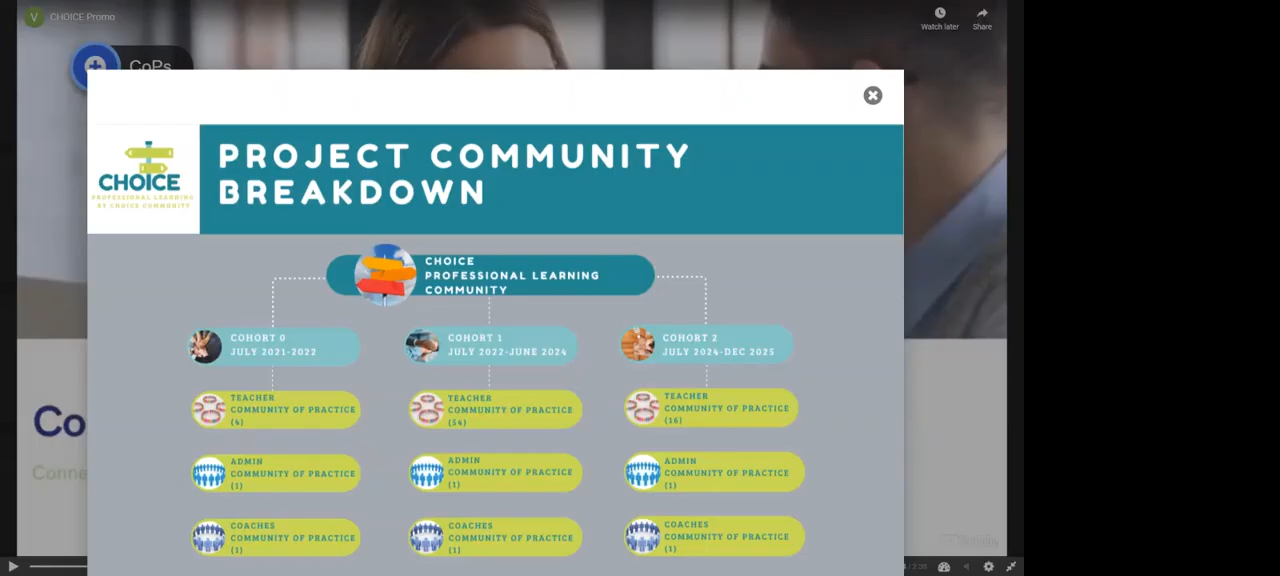 V CHOICE Promo
Watch later
Share
CoPs
CHOICE
PROFESSIONAL LEARNING
BY CHOICE COMMUNITY
PROJECT COMMUNITY
BREAKDOWN
CHOICE
PROFESSIONAL LEARNING
COMMUNITY
COHORT 0
JULY 2021-2022
COHORT 1
JULY 2022-JUNE 2024
COHORT 2
JULY 2024-DEC 2025
TEACHER
COMMUNITY OF PRACTICE
(4)
TEACHER
COMMUNITY OF PRACTICE
(54)
TEACHER
COMMUNITY OF PRACTICE
(16)
ADMIN
COMMUNITY OF PRACTICE
(1)
ADMIN
COMMUNITY OF PRACTICE
(1)
ADMIN
COMMUNITY OF PRACTICE
(1)
COACHES
COMMUNITY OF PRACTICE
(1)
COACHES
COMMUNITY OF PRACTICE
(1)
COACHES
COMMUNITY OF PRACTICE
(1)
Co
Conne